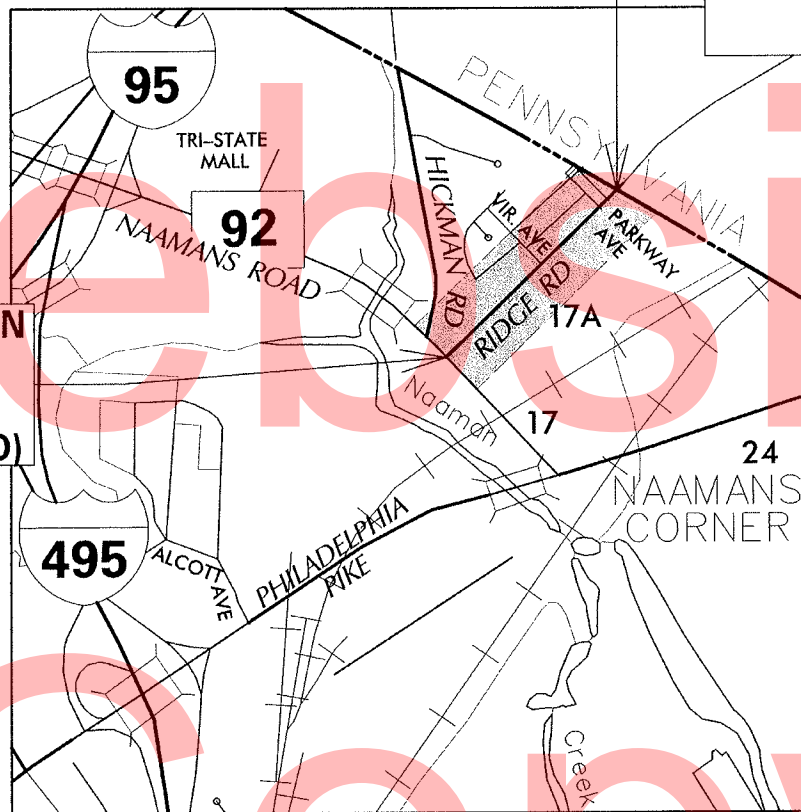 95
PENNSYLVANIA
TRI-STATE
MALL
HICKMAN RD
92
NAAMANS ROAD
VIR. AVE
PARKWAY
AVE
RIDGE RD
17A
N
Naaman
17
24
D)
NAAMANS
CORNER
495
ALCOTT
AVE
PHILADELPHIA
PIKE
Creek
ebsi